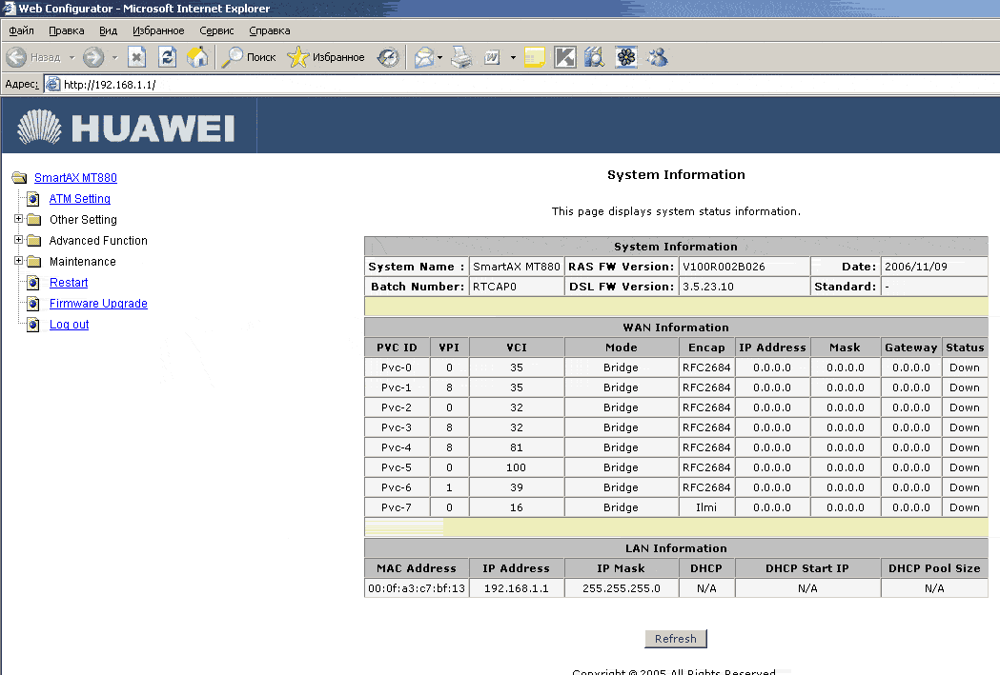 Web Configurator - Microsoft Internet Explorer
Файл Правка Вид Избранное Сервис Справка
Назад Поиск Избранное
Адрес: http://192.168.1.1/
HUAWEI
SmartAX MT880
ATM Setting
Other Setting
Advanced Function
Maintenance
Restart
Firmware Upgrade
Log out
System Information
This page displays system status information.
System Information
System Name : SmartAX MT880 RAS FW Version: V100R002B026 Date: 2006/11/09
Batch Number: RTCAP0 DSL FW Version: 3.5.23.10 Standard: -
WAN Information
PVC ID VPI VCI Mode Encap IP Address Mask Gateway Status
Pvc-0 0 35 Bridge RFC2684 0.0.0.0 0.0.0.0 0.0.0.0 Down
Pvc-1 8 35 Bridge RFC2684 0.0.0.0 0.0.0.0 0.0.0.0 Down
Pvc-2 0 32 Bridge RFC2684 0.0.0.0 0.0.0.0 0.0.0.0 Down
Pvc-3 8 32 Bridge RFC2684 0.0.0.0 0.0.0.0 0.0.0.0 Down
Pvc-4 8 81 Bridge RFC2684 0.0.0.0 0.0.0.0 0.0.0.0 Down
Pvc-5 0 100 Bridge RFC2684 0.0.0.0 0.0.0.0 0.0.0.0 Down
Pvc-6 1 39 Bridge RFC2684 0.0.0.0 0.0.0.0 0.0.0.0 Down
Pvc-7 0 16 Bridge Ilmi 0.0.0.0 0.0.0.0 0.0.0.0 Down
LAN Information
MAC Address IP Address IP Mask DHCP DHCP Start IP DHCP Pool Size
00:0f:a3:c7:bf:13 192.168.1.1 255.255.255.0 N/A N/A N/A
Refresh
Copyright © 2005 All Rights Reserved